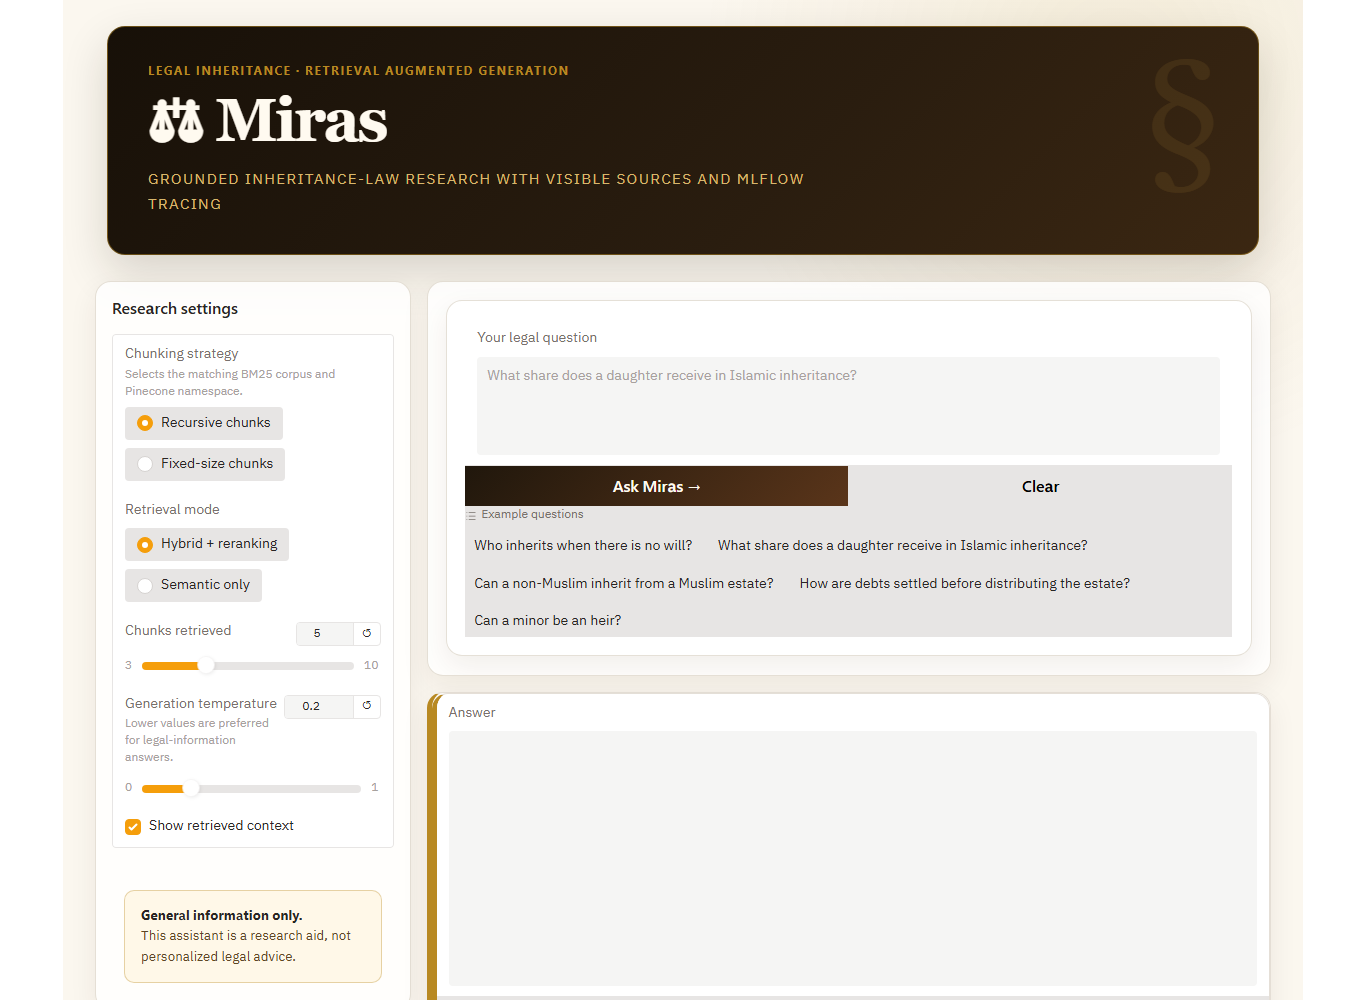 LEGAL INHERITANCE · RETRIEVAL AUGMENTED GENERATION
Miras
§
GROUNDED INHERITANCE-LAW RESEARCH WITH VISIBLE SOURCES AND MLFLOW
TRACING
Research settings
Chunking strategy
Selects the matching BM25 corpus and
Pinecone namespace.
Recursive chunks
Fixed-size chunks
Retrieval mode
Hybrid + reranking
Semantic only
Chunks retrieved
5
3
10
Generation temperature
0.2
Lower values are preferred
for legal-information
answers.
0
1
Show retrieved context
General information only.
This assistant is a research aid, not
personalized legal advice.
Your legal question
What share does a daughter receive in Islamic inheritance?
Ask Miras →
Clear
Example questions
Who inherits when there is no will?
What share does a daughter receive in Islamic inheritance?
Can a non-Muslim inherit from a Muslim estate?
How are debts settled before distributing the estate?
Can a minor be an heir?
Answer